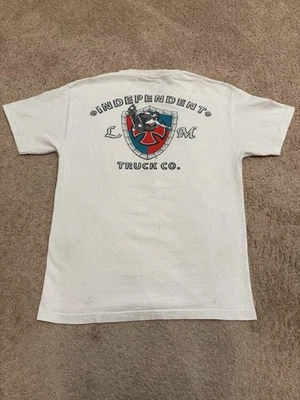 INDEPENDENT
L M
TRUCK CO.